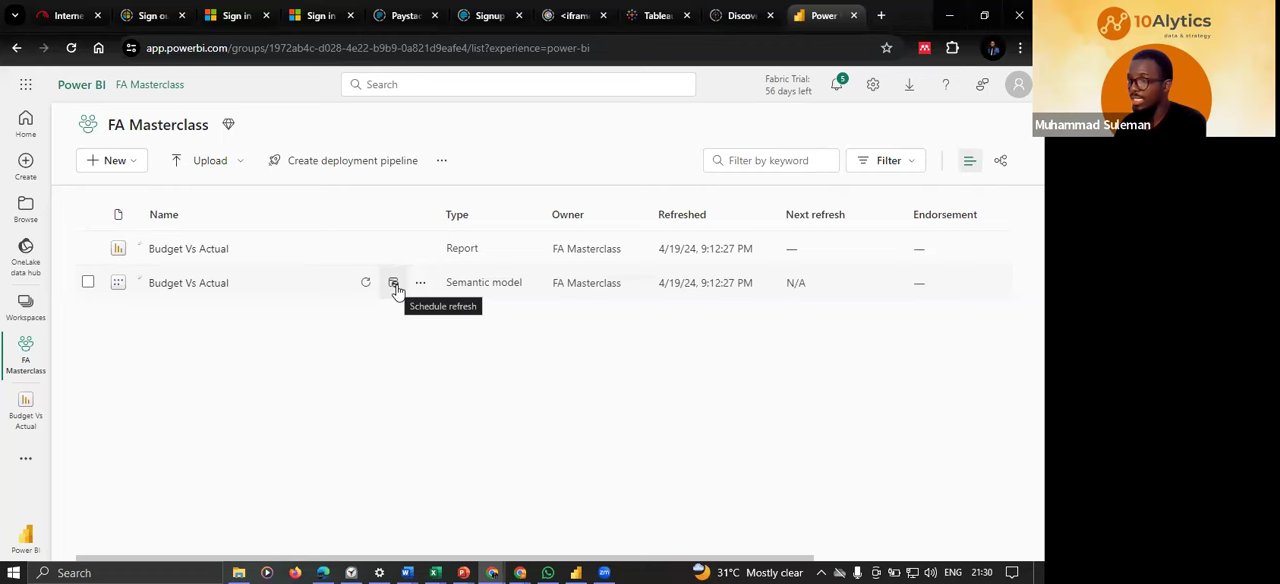 Interne
Sign ou
Sign in
Sign in
Paysta
Signup
<iframe
Tablea
Discov
Power
app.powerbi.com/groups/1972ab4c-d028-4e22-b9b9-0a821d9eafe4/list?experience=power-bi
10Alytics
data & strategy
Muhammad Suleman
Power BI FA Masterclass
Search
Fabric Trial:
56 days left
5
Home
Create
Browse
OneLake
data hub
Workspaces
FA
Masterclass
Budget Vs
Actual
Power BI
FA Masterclass
New
Upload
Create deployment pipeline
Filter by keyword
Filter
Name Type Owner Refreshed Next refresh Endorsement
Budget Vs Actual Report FA Masterclass 4/19/24, 9:12:27 PM — —
Budget Vs Actual Semantic model FA Masterclass 4/19/24, 9:12:27 PM N/A —
Schedule refresh
Search
31°C Mostly clear
ENG
21:30